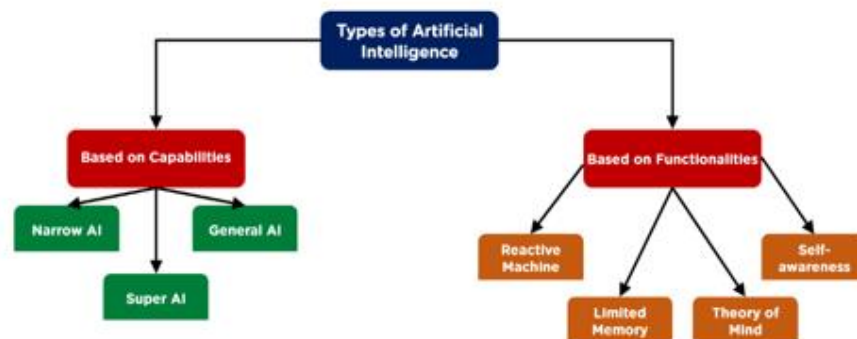 Types of Artificial
Intelligence
Based on Capabilities
Based on Functionalities
Narrow AI
General AI
Super AI
Reactive
Machine
Self-
awareness
Limited
Memory
Theory of
Mind